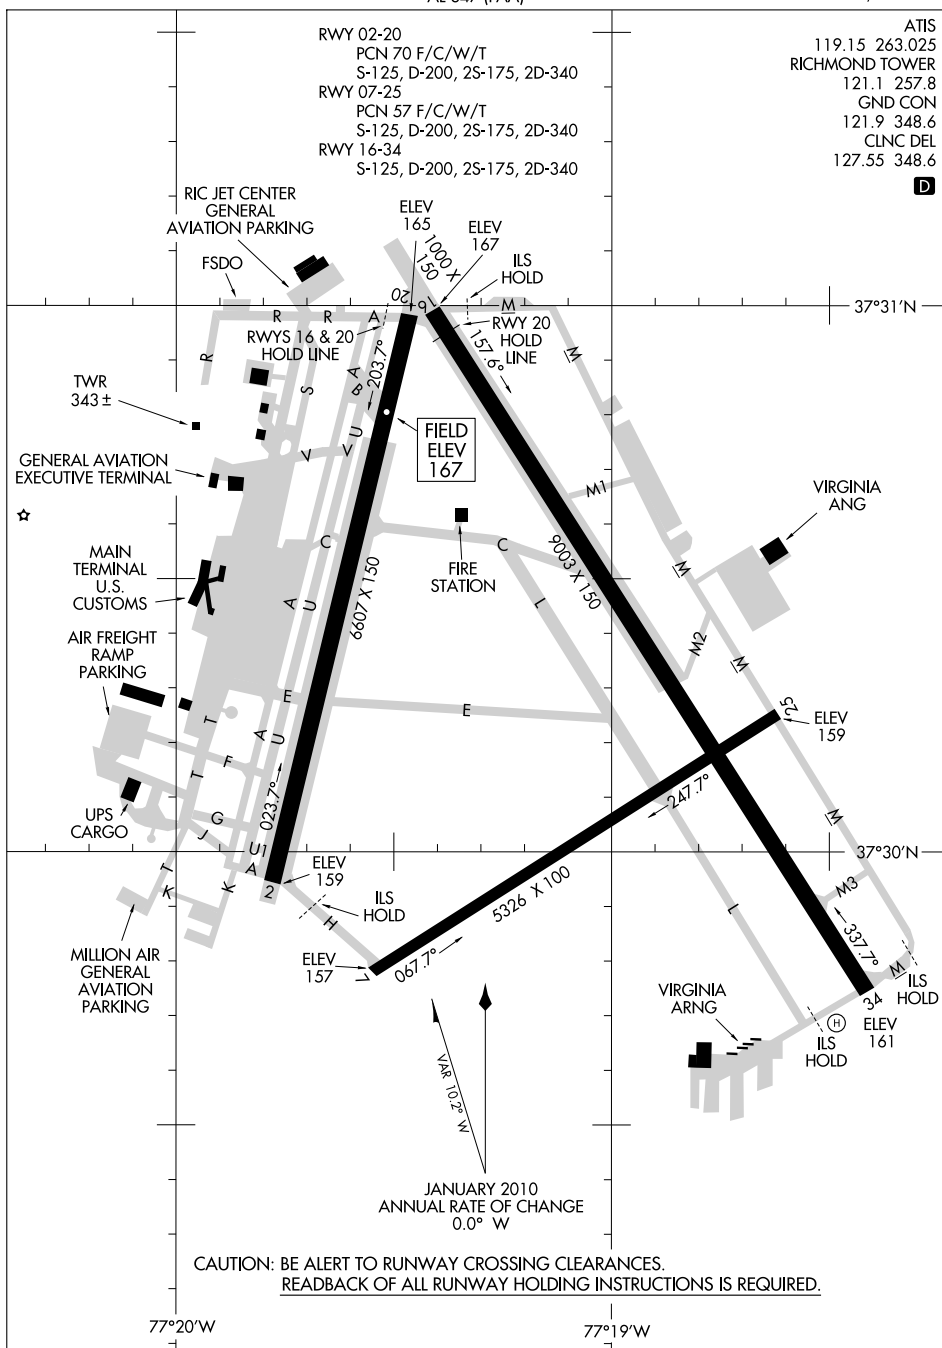 RWY 02-20
PCN 70 F/C/W/T
S-125, D-200, 2S-175, 2D-340
RWY 07-25
PCN 57 F/C/W/T
S-125, D-200, 2S-175, 2D-340
RWY 16-34
S-125, D-200, 2S-175, 2D-340
ATIS
119.15 263.025
RICHMOND TOWER
121.1 257.8
GND CON
121.9 348.6
CLNC DEL
127.55 348.6
D
RIC JET CENTER
GENERAL
AVIATION PARKING
FSDO
ELEV
165
1000 X
150
ELEV
167
ILS
HOLD
20
16
M
37°31'N
R
R
A
RWYS 16 & 20
HOLD LINE
RWY 20
HOLD
LINE
R
203.7°
157.6°
M
A
B
S
TWR
343±
U
V
V
FIELD
ELEV
167
GENERAL AVIATION
EXECUTIVE TERMINAL
M1
VIRGINIA
ANG
MAIN
TERMINAL
U.S.
CUSTOMS
C
FIRE
STATION
C
9003 X 150
M
A
U
6607 X 150
L
AIR FREIGHT
RAMP
PARKING
M2
M
E
E
T
A
U
25
ELEV
159
F
T
023.7°
247.7°
UPS
CARGO
G
J
U1
M
37°30'N
T
K
K
A
2
ELEV
159
ILS
HOLD
5326 X 100
M3
H
L
MILLION AIR
GENERAL
AVIATION
PARKING
ELEV
157
7
067.7°
337.7°
M
ILS
HOLD
VIRGINIA
ARNG
34
H
ELEV
161
ILS
HOLD
VAR 10.2° W
JANUARY 2010
ANNUAL RATE OF CHANGE
0.0° W
CAUTION: BE ALERT TO RUNWAY CROSSING CLEARANCES.
READBACK OF ALL RUNWAY HOLDING INSTRUCTIONS IS REQUIRED.
77°20'W
77°19'W